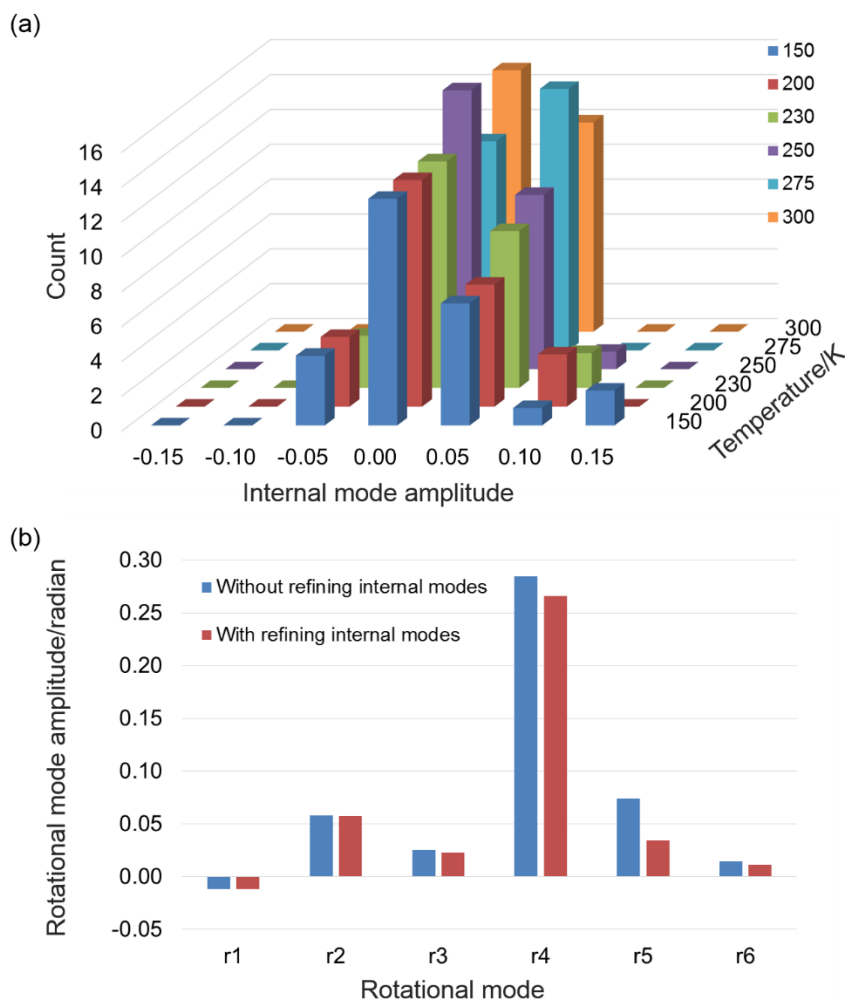 (a)
150
200
230
250
275
300
16
14
12
10
8
6
4
2
0
Count
-0.15 -0.10 -0.05 0.00 0.05 0.10 0.15
Internal mode amplitude
300
275
250
230
200
150
Temperature/K
(b)
0.30
0.25
0.20
0.15
0.10
0.05
0.00
-0.05
Rotational mode amplitude/radian
Without refining internal modes
With refining internal modes
r1 r2 r3 r4 r5 r6
Rotational mode